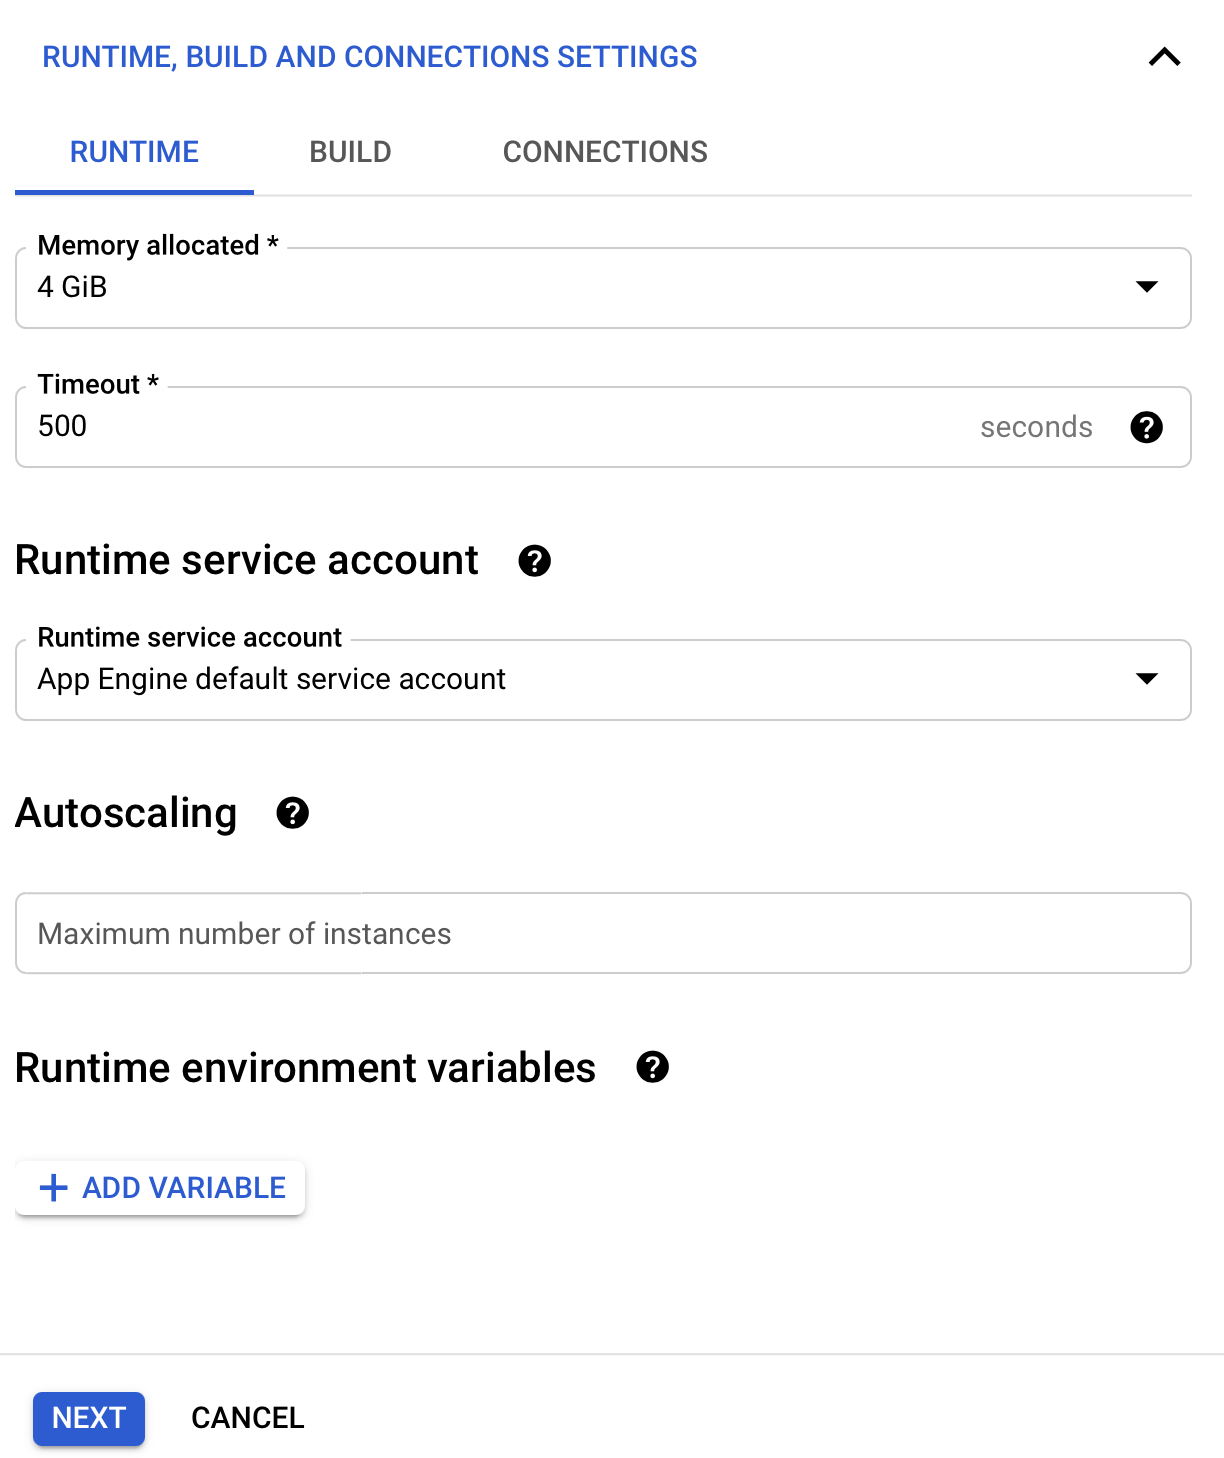 RUNTIME, BUILD AND CONNECTIONS SETTINGS
RUNTIME BUILD CONNECTIONS
Memory allocated *
4 GiB
Timeout *
500 seconds
Runtime service account
Runtime service account
App Engine default service account
Autoscaling
Maximum number of instances
Runtime environment variables
+ ADD VARIABLE
NEXT CANCEL